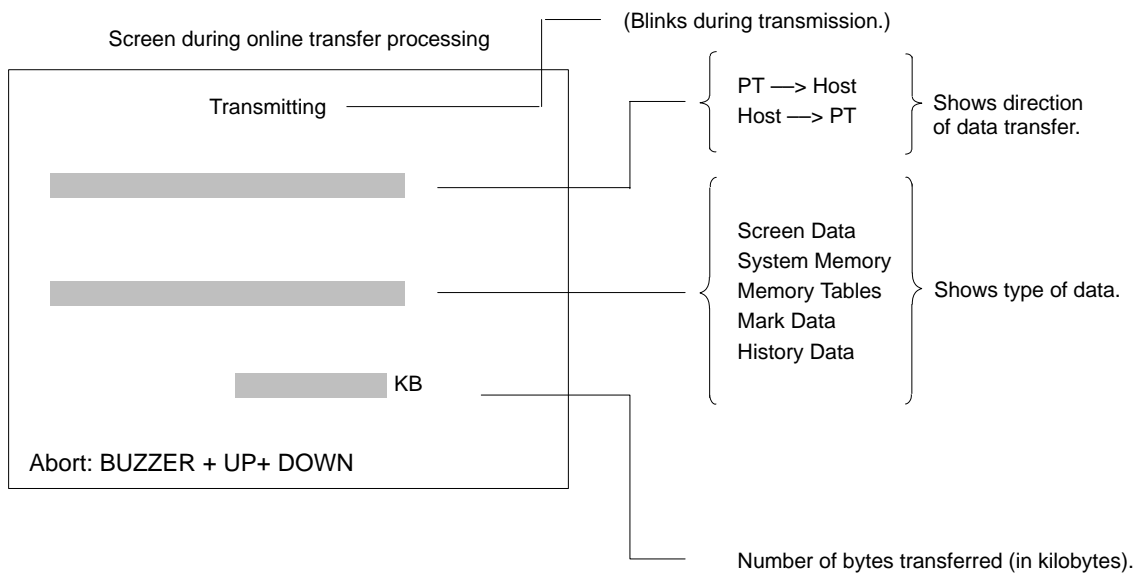 (Blinks during transmission.)
Screen during online transfer processing
Transmitting
PT —> Host
Host —> PT
Shows direction
of data transfer.
Screen Data
System Memory
Memory Tables
Mark Data
History Data
Shows type of data.
KB
Abort: BUZZER + UP+ DOWN
Number of bytes transferred (in kilobytes).